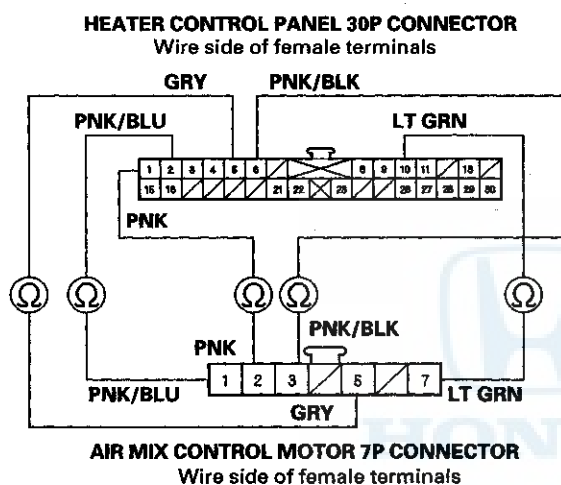 HEATER CONTROL PANEL 30P CONNECTOR
Wire side of female terminals
GRY PNK/BLK
PNK/BLU LT GRN
1 2 3 4 5 6 8 9 10 11 13
15 16 21 22 23 26 27 28 29 30
PNK
Ω Ω Ω Ω
PNK/BLK
PNK
1 2 3 5 7
PNK/BLU LT GRN
GRY
HON
AIR MIX CONTROL MOTOR 7P CONNECTOR
Wire side of female terminals